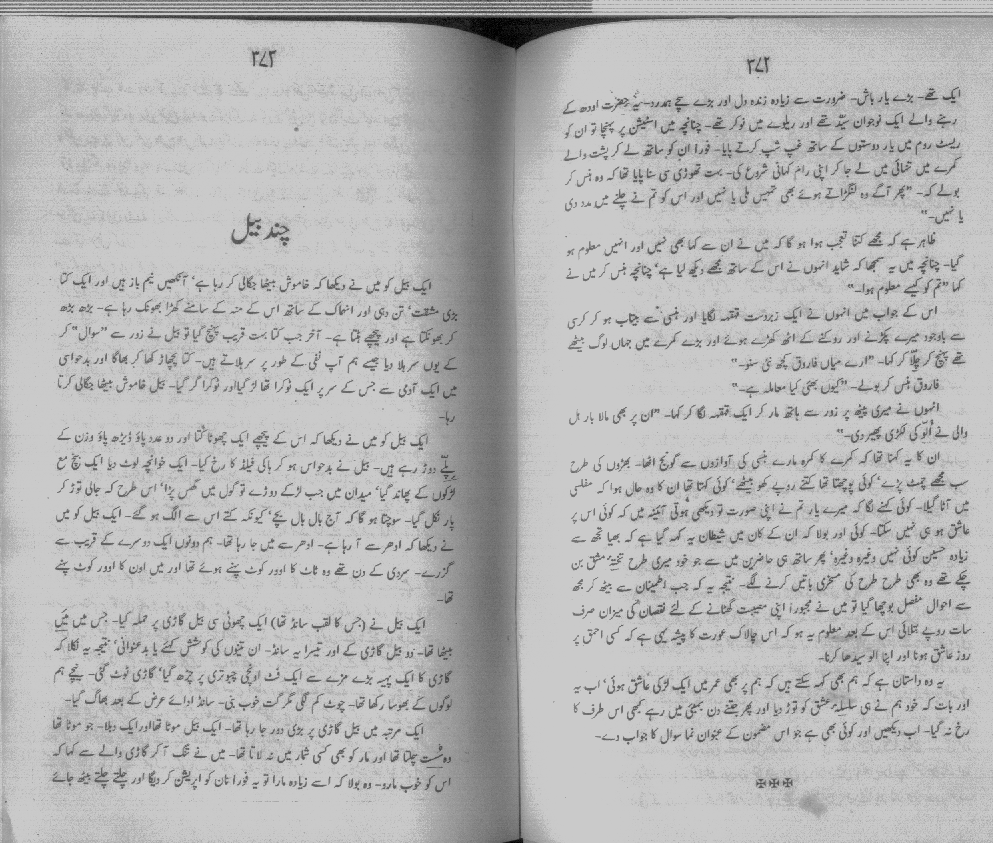 ۳۷۲
ایک تھے۔ بڑے یار باش۔ ضرورت سے زیادہ زندہ دل اور بڑے سچے ہمدرد۔ یہ حضرت اودھ کے
رہنے والے ایک نوجوان سیّد تھے اور ریلوے میں نوکر تھے۔ چنانچہ میں اسٹیشن پر پہنچا تو ان کو
ریسٹ روم میں یار دوستوں کے ساتھ غپ شپ کرتے پایا۔ فوراً ان کو ساتھ لے کر پشت والے
کمرے میں تنہائی میں لے جا کر اپنی رام کہانی شروع کی۔ بہت تھوڑی سی سنا پایا تھا کہ وہ ہنس کر
بولے کہ۔ "پھر آگے وہ لنگڑاتے ہوئے بھی تمہیں ملی یا نہیں اور اس کو تم نے چلنے میں مدد دی
یا نہیں۔"
ظاہر ہے کہ مجھے کتنا تعجب ہوا ہو گا کہ میں نے ان سے کہا بھی نہیں اور انہیں معلوم ہو
گیا۔ چنانچہ میں یہ سمجھا کہ شاید انہوں نے اس کے ساتھ مجھے دیکھ لیا ہے' چنانچہ ہنس کر میں نے
کہا "تم کو کیسے معلوم ہوا۔"
اس کے جواب میں انہوں نے ایک زبردست قہقہہ لگایا اور ہنسی سے بیتاب ہو کر کرسی
سے باوجود میرے پکڑنے اور روکنے کے اٹھ کھڑے ہوئے اور بڑے کمرے میں جہاں لوگ بیٹھے
تھے پہنچ کر چلّا کر کہا۔ "ارے میاں فاروق کچھ نئی سنو۔"
فاروق ہنس کر بولے۔ "کیوں بھئی کیا معاملہ ہے۔"
انہوں نے میری پیٹھ پر زور سے ہاتھ مار کر ایک قہقہہ لگا کر کہا۔ "ان پر بھی مالا بار ہل
والی نے اُلّو کی لکڑی پھیر دی۔"
ان کا یہ کہنا تھا کہ کمرے کا کمرہ مارے ہنسی کی آوازوں سے گونج اٹھا۔ بھڑوں کی طرح
سب مجھے چمٹ پڑے' کوئی پوچھتا تھا کتنے روپے کھو بیٹھے' کوئی کہتا تھا ان کا وہ حال ہوا کہ مفلسی
میں آٹا گیلا۔ کوئی کہنے لگا کہ میرے یار تم نے اپنی صورت تو دیکھی ہوئی آئینہ میں کہ کوئی اس پر
عاشق ہو ہی نہیں سکتا۔ کوئی اور بولا کہ ان کے کان میں شیطان یہ کہہ گیا ہے کہ بھیا تجھ سے
زیادہ حسین کوئی نہیں وغیرہ وغیرہ' پھر ساتھ ہی حاضرین میں سے جو خود میری طرح تختۂ مشق بن
چکے تھے وہ بھی طرح طرح کی مسخری باتیں کرنے لگے۔ نتیجہ یہ کہ جب اطمینان سے بیٹھ کر مجھ
سے احوال مفصل پوچھا گیا تو میں نے مجبوراً اپنی مصیبت گھٹانے کے لئے نقصان کی میزان صرف
سات روپے بتلائی اس کے بعد معلوم یہ ہو کہ اس چالاک عورت کا پیشہ یہی ہے کہ کسی احمق پر
روز عاشق ہونا اور اپنا الو سیدھا کرنا۔
یہ وہ داستان ہے کہ ہم بھی کہہ سکتے ہیں کہ ہم پر بھی عمر میں ایک لڑکی عاشق ہوئی' اب یہ
اور بات کہ خود ہم نے ہی سلسلۂ عشق کو توڑ دیا اور پھر جتنے دن بمبئی میں رہے کبھی اس طرف کا
رخ نہ گیا۔ اب دیکھیں اور کوئی بھی ہے جو اس مضمون کے عنوان نما سوال کا جواب دے۔
۳۷۲
چند بیل
ایک بیل کو میں نے دیکھا کہ خاموش بیٹھا جگالی کر رہا ہے' آنکھیں نیم باز ہیں اور ایک کتا
بڑی مشقت' تن دہی اور انہماک کے ساتھ اس کے منہ کے سامنے کھڑا بھونک رہا ہے۔ بڑھ بڑھ
کر بھونکتا ہے اور پیچھے ہٹتا ہے۔ آخر جب کتا بہت قریب پہنچ گیا تو بیل نے زور سے "سوال" کر
کے یوں سر ہلا دیا جیسے ہم آپ نفی کے طور پر سر ہلاتے ہیں۔ کتا پچھاڑ کھا کر بھاگا اور بدحواسی
میں ایک آدمی سے جس کے سر پر ایک ٹوکرا تھا لڑ گیا اور ٹوکرا گر گیا۔ بیل خاموش بیٹھا جگالی کرتا
رہا۔
ایک بیل کو میں نے دیکھا کہ اس کے پیچھے ایک چھوٹا کتا اور دو عدد پاؤ ڈیڑھ پاؤ وزن کے
پلے دوڑ رہے ہیں۔ بیل نے بدحواس ہو کر ہاکی فیلڈ کا رخ کیا۔ ایک خوانچہ لوٹ دیا ایک بنچ مع
لڑکوں کے پھاند گیا' میدان میں جب لڑکے دوڑے تو گول میں گھس پڑا' اس طرح کہ جالی توڑ کر
پار نکل گیا۔ سوچتا ہو گا کہ آج بال بال بچے' کیونکہ کتے اس سے الگ ہو گئے۔ ایک بیل کو میں
نے دیکھا کہ ادھر سے آ رہا ہے۔ ادھر سے میں جا رہا تھا۔ ہم دونوں ایک دوسرے کے قریب سے
گزرے۔ سردی کے دن تھے وہ ٹاٹ کا اوور کوٹ پہنے ہوئے تھا اور میں اون کا اوور کوٹ پہنے
تھا۔
ایک بیل نے (جس کا لقب سانڈ تھا) ایک چھوٹی سی بیل گاڑی پر حملہ کیا۔ جس میں میں
بیٹھا تھا۔ دو بیل گاڑی کے اور تیسرا یہ سانڈ۔ ان تینوں کی کوشش کہئے یا بدعنوانی' نتیجہ یہ نکلا کہ
گاڑی کا ایک پہیہ بڑے مزے سے ایک فٹ اونچی چبوتری پر چڑھ گیا' گاڑی لوٹ گئی۔ نیچے ہم
لوگوں کے بھوسا رکھا تھا۔ چوٹ کم لگی مگر گت خوب بنی۔ سانڈ ادائے عرض کے بعد بھاگ گیا۔
ایک مرتبہ میں بیل گاڑی پر بڑی دور جا رہا تھا۔ ایک بیل موٹا تھا اور ایک دبلا۔ جو موٹا تھا
وہ سست چلتا تھا اور مار کو بھی کسی شمار میں نہ لاتا تھا۔ میں نے تنگ آ کر گاڑی والے سے کہا کہ
اس کو خوب مارو۔ وہ بولا کہ اسے زیادہ مارا تو یہ فوراً نان کو اپریشن کر دیگا اور چلتے چلتے بیٹھ جائے